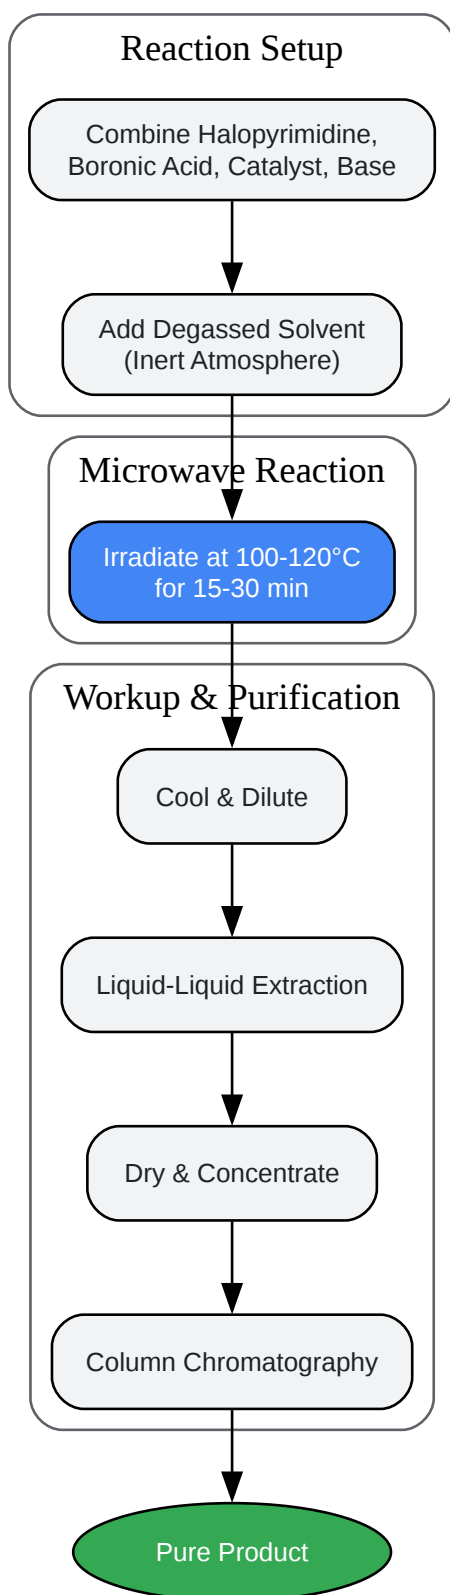 Reaction Setup
Combine Halopyrimidine,
Boronic Acid, Catalyst, Base
Add Degassed Solvent
(Inert Atmosphere)
Microwave Reaction
Irradiate at 100-120°C
for 15-30 min
Workup & Purification
Cool & Dilute
Liquid-Liquid Extraction
Dry & Concentrate
Column Chromatography
Pure Product